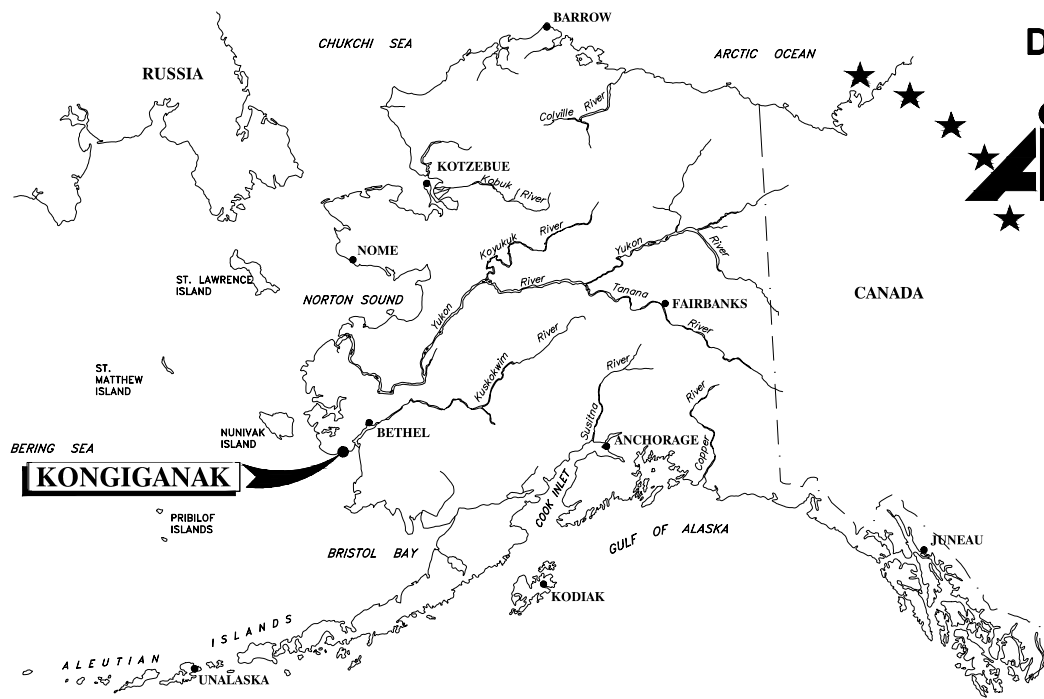 BARROW
CHUKCHI SEA
ARCTIC OCEAN
D
RUSSIA
Colville River
KOTZEBUE
Kobuk River
Koyukuk River
Yukon
River
NOME
ST. LAWRENCE
ISLAND
NORTON SOUND
River
Tanana
FAIRBANKS
CANADA
Yukon
River
River
Kuskokwim
ST.
MATTHEW
ISLAND
River
Susitna
River
Copper
NUNIVAK
ISLAND
BETHEL
ANCHORAGE
BERING SEA
KONGIGANAK
COOK INLET
PRIBILOF
ISLANDS
BRISTOL BAY
GULF OF ALASKA
JUNEAU
KODIAK
ALEUTIAN ISLANDS
UNALASKA